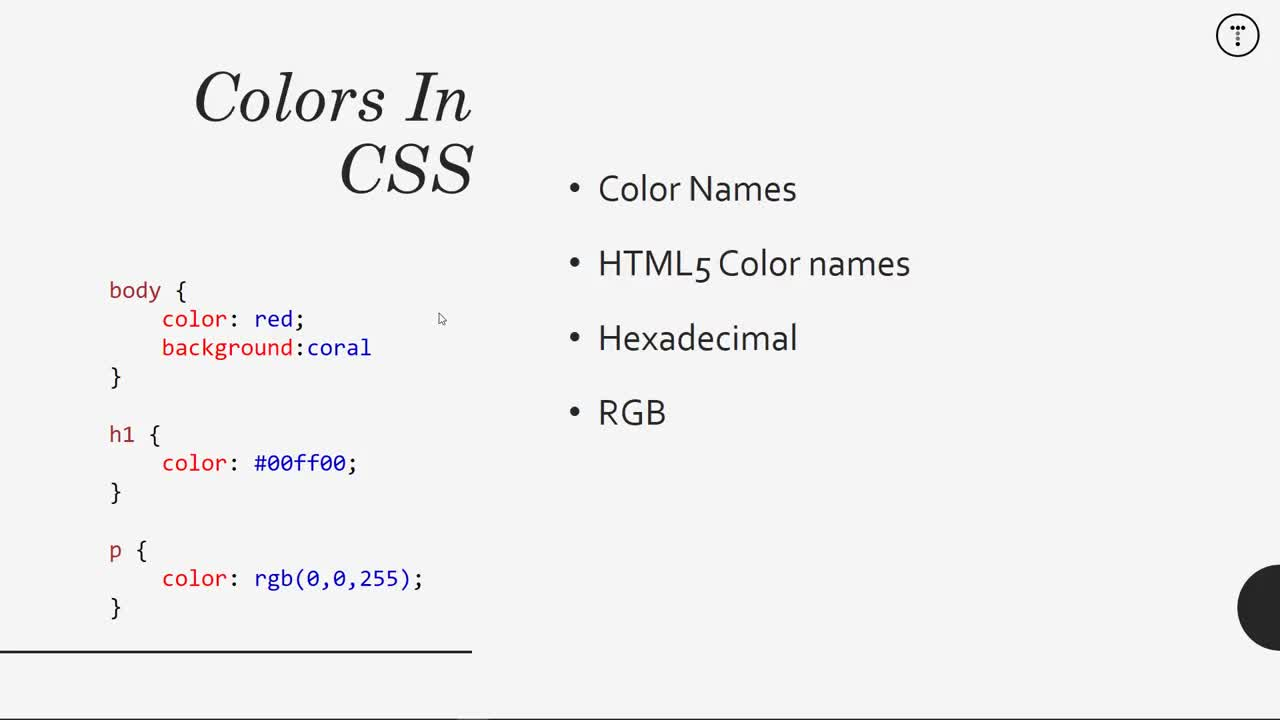 Colors In
CSS
body {
    color: red;
    background:coral
}
h1 {
    color: #00ff00;
}
p {
    color: rgb(0,0,255);
}
• Color Names
• HTML5 Color names
• Hexadecimal
• RGB